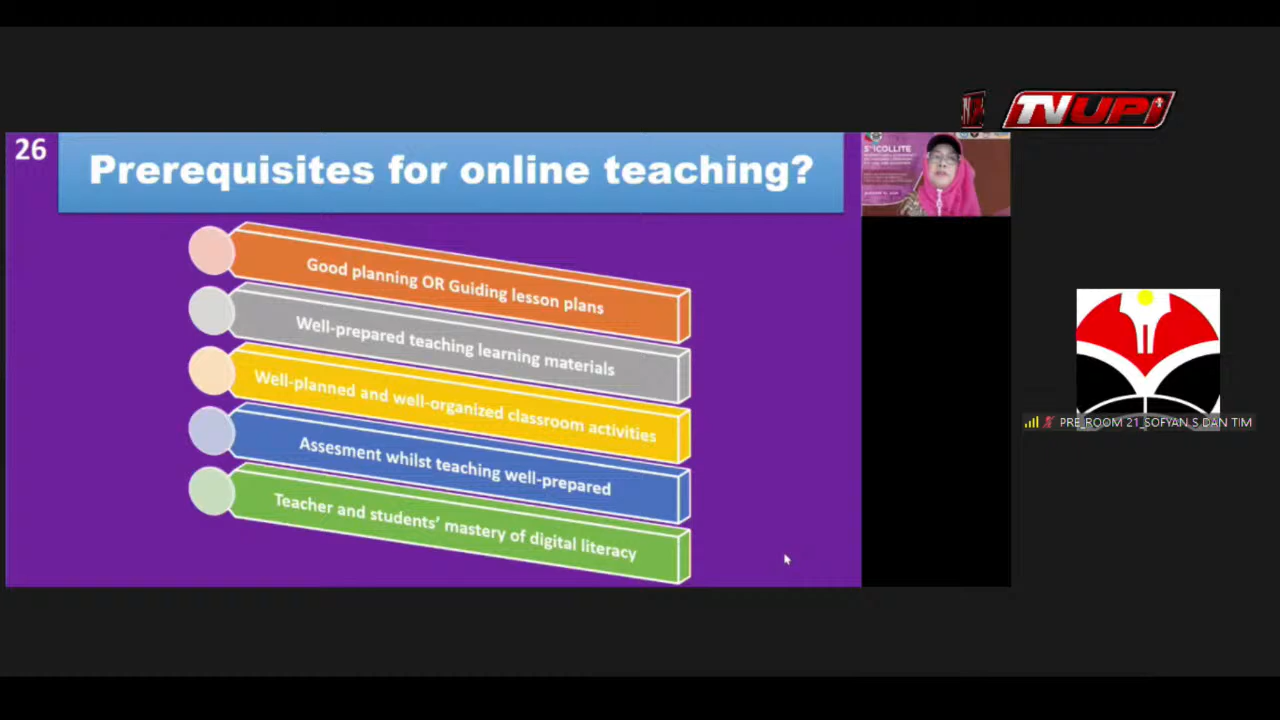 TVUPI
26
Prerequisites for online teaching?
Good planning OR Guiding lesson plans
Well-prepared teaching learning materials
Well-planned and well-organized classroom activities
Assesment whilst teaching well-prepared
Teacher and students' mastery of digital literacy
PRE_ROOM 21_SOFYAN S DAN TIM